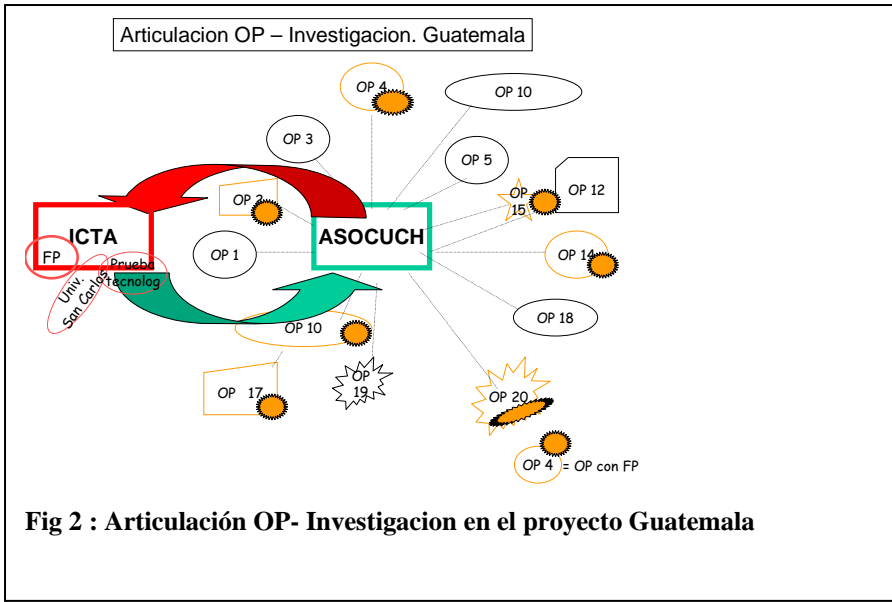 Articulacion OP – Investigacion. Guatemala
OP 4
OP 10
OP 3
OP 5
OP 2
OP
15
OP 12
ICTA
ASOCUCH
FP
Prueba
tecnolog
OP 1
OP 14
Univ.
San Carlos
OP 10
OP 18
OP 17
OP
19
OP 20
OP 4 = OP con FP
Fig 2 : Articulación OP- Investigacion en el proyecto Guatemala